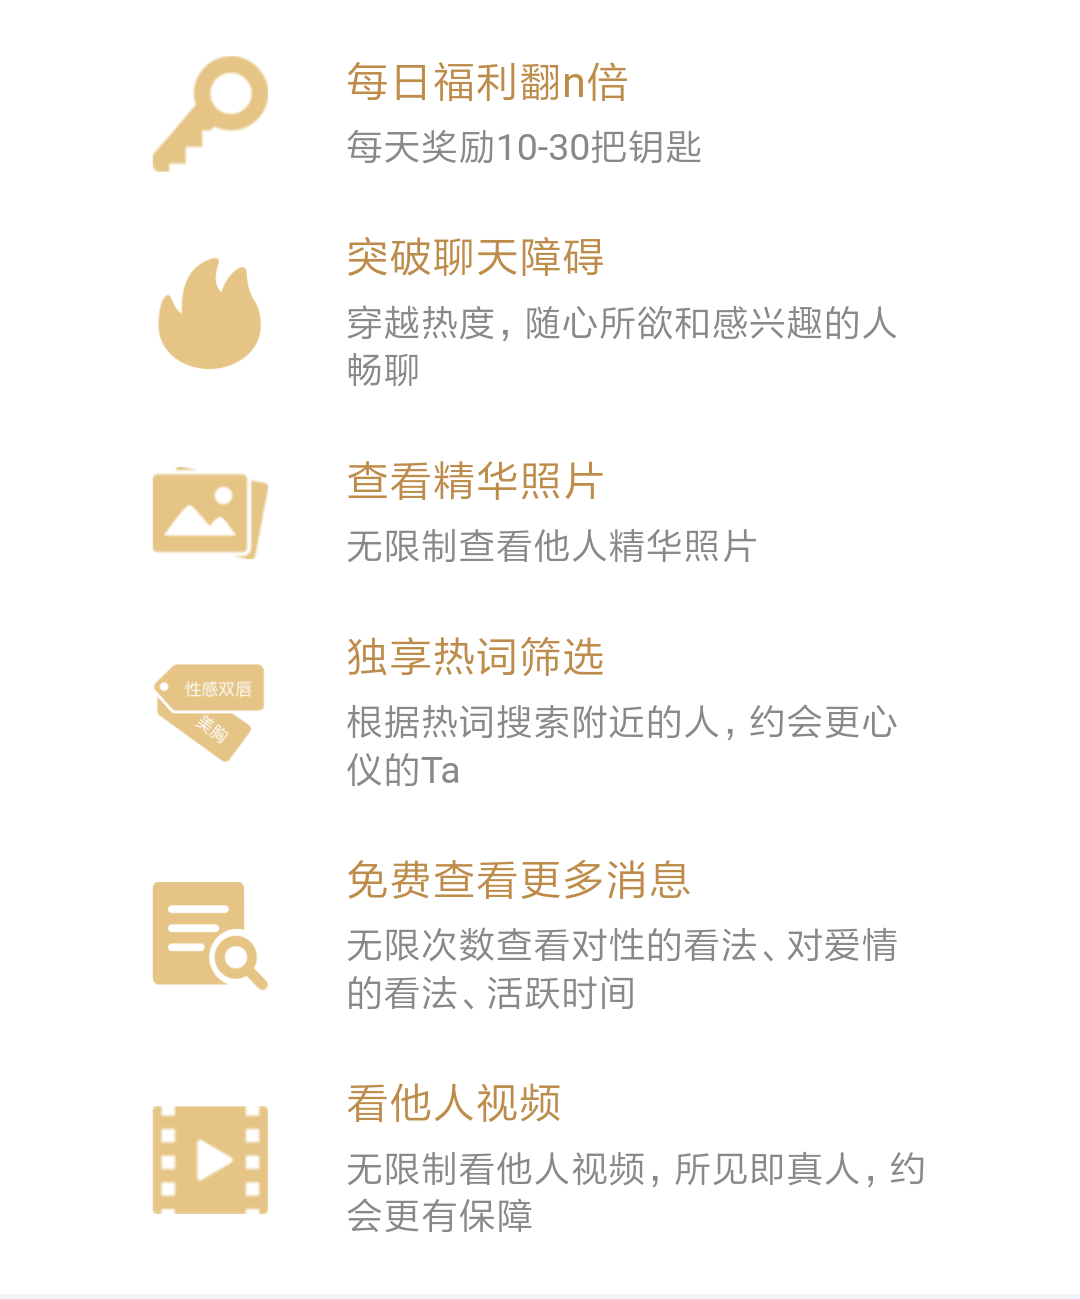 每日福利翻n倍
每天奖励10-30把钥匙
突破聊天障碍
穿越热度，随心所欲和感兴趣的人
畅聊
查看精华照片
无限制查看他人精华照片
性感双唇
美胸
独享热词筛选
根据热词搜索附近的人，约会更心
仪的Ta
免费查看更多消息
无限次数查看对性的看法、对爱情
的看法、活跃时间
看他人视频
无限制看他人视频，所见即真人，约
会更有保障